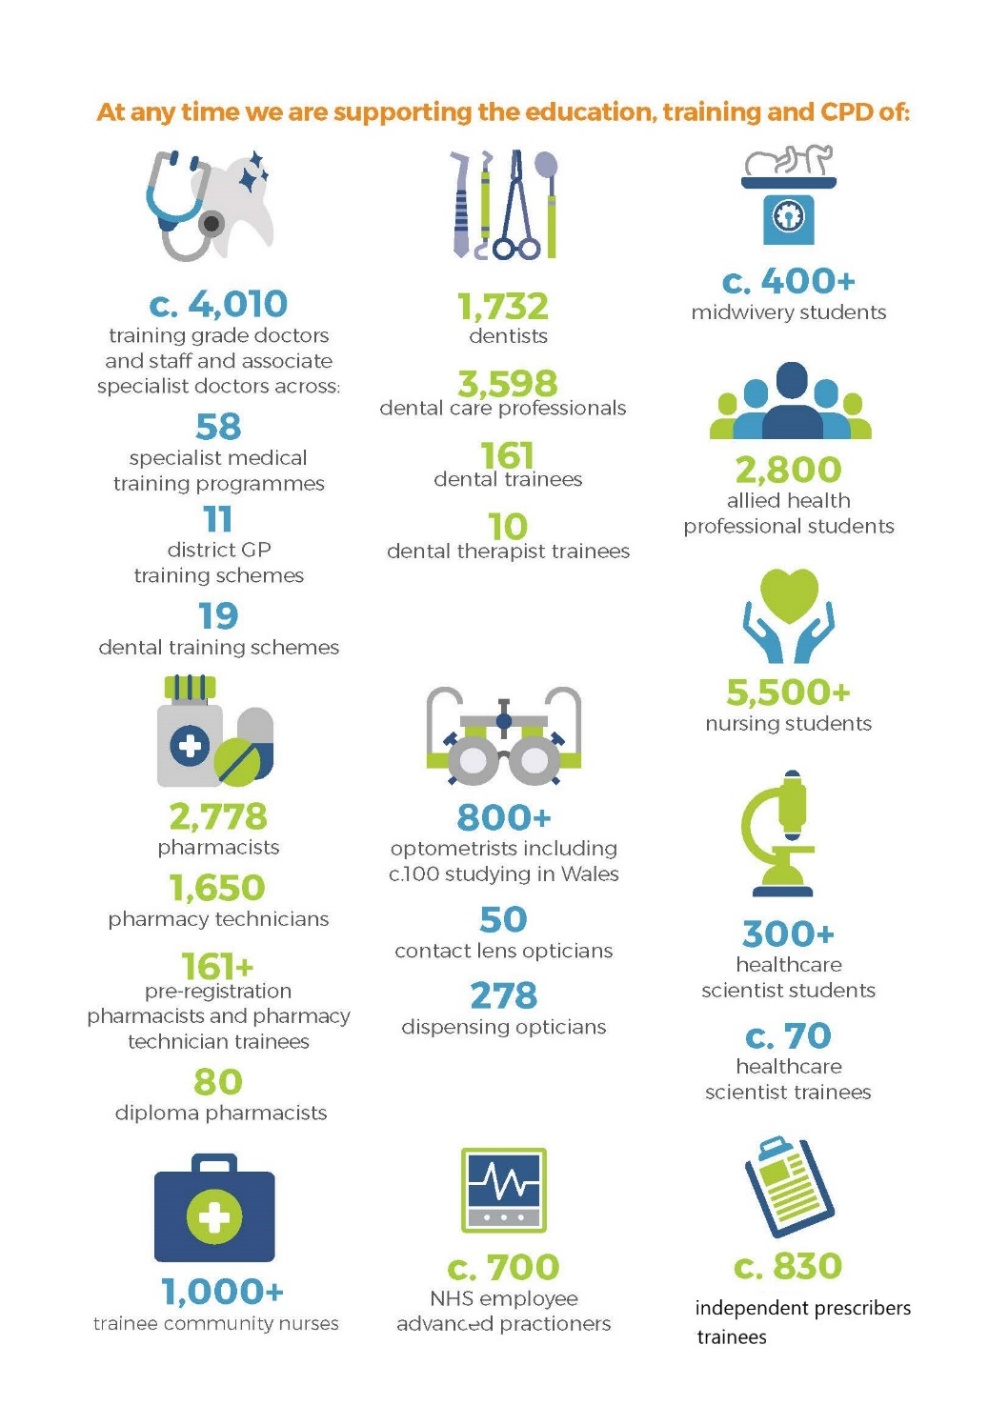 At any time we are supporting the education, training and CPD of:
c. 4,010
training grade doctors
and staff and associate
specialist doctors across:
58
specialist medical
training programmes
11
district GP
training schemes
19
dental training schemes
1,732
dentists
3,598
dental care professionals
161
dental trainees
10
dental therapist trainees
c. 400+
midwivery students
2,800
allied health
professional students
5,500+
nursing students
2,778
pharmacists
1,650
pharmacy technicians
161+
pre-registration
pharmacists and pharmacy
technician trainees
80
diploma pharmacists
800+
optometrists including
c.100 studying in Wales
50
contact lens opticians
278
dispensing opticians
300+
healthcare
scientist students
c. 70
healthcare
scientist trainees
1,000+
trainee community nurses
c. 700
NHS employee
advanced practioners
c. 830
independent prescribers
trainees